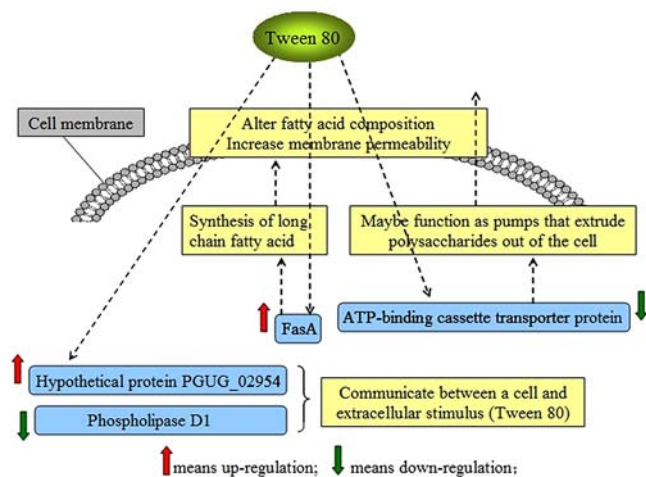 Tween 80
Cell membrane
Alter fatty acid composition
Increase membrane permeability
Synthesis of long
chain fatty acid
Maybe function as pumps that extrude
polysaccharides out of the cell
FasA
ATP-binding cassette transporter protein
Hypothetical protein PGUG_02954
Phospholipase D1
Communicate between a cell and
extracellular stimulus (Tween 80)
means up-regulation; means down-regulation;